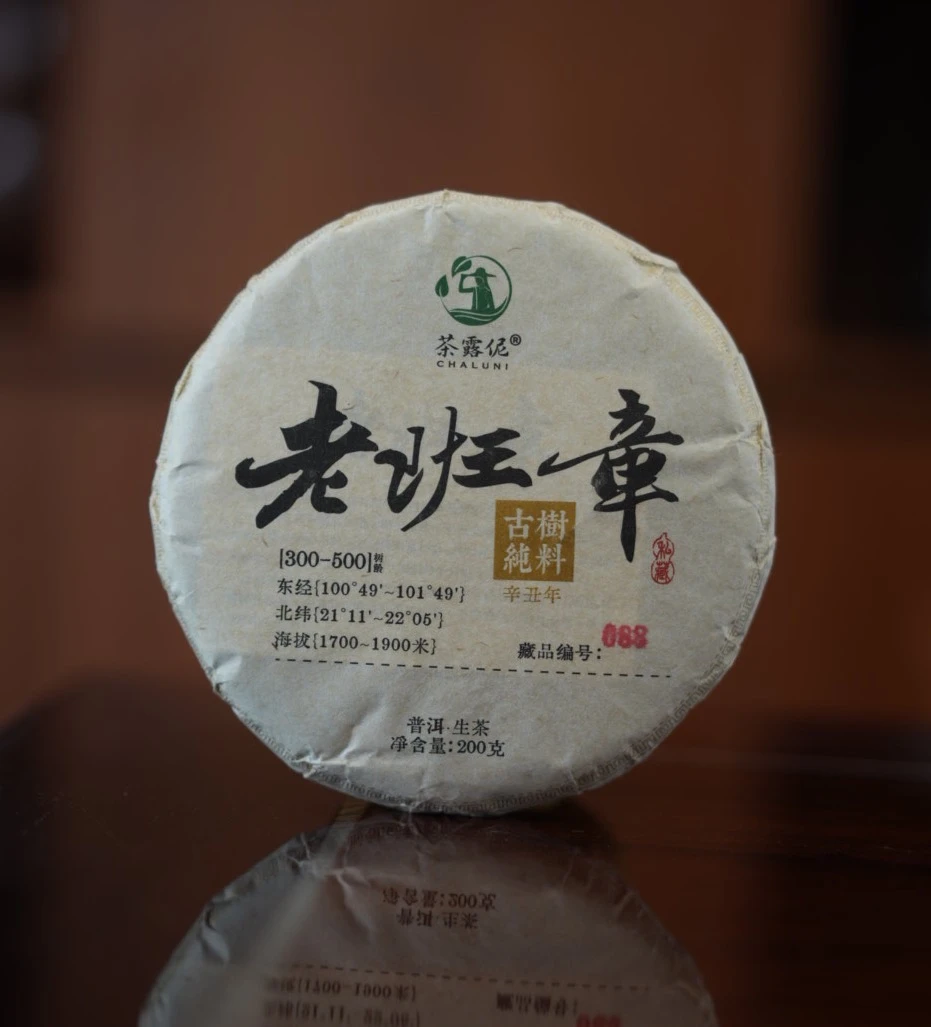 茶露伲®
CHALUNI
老班章
古樹
純料
辛丑年
私藏
[300-500]树龄
东经{100°49'~101°49'}
北纬{21°11'~22°05'}
海拔{1700~1900米}
藏品编号：088
普洱·生茶
净含量：200克